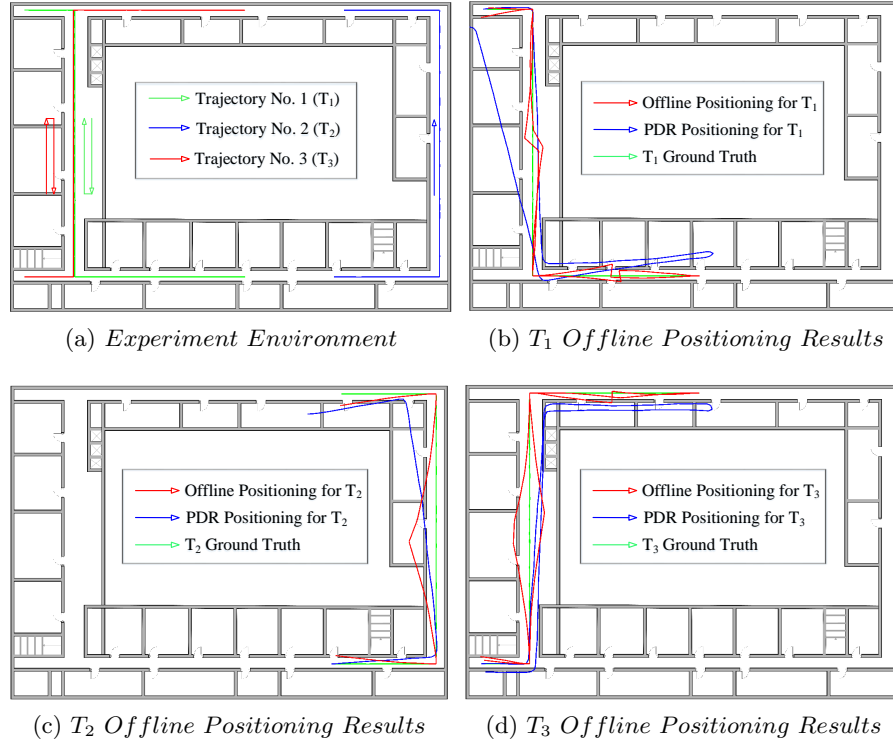 Trajectory No. 1 (T₁)
Trajectory No. 2 (T₂)
Trajectory No. 3 (T₃)
(a) Experiment Environment
Offline Positioning for T₁
PDR Positioning for T₁
T₁ Ground Truth
(b) T₁ Offline Positioning Results
Offline Positioning for T₂
PDR Positioning for T₂
T₂ Ground Truth
(c) T₂ Offline Positioning Results
Offline Positioning for T₃
PDR Positioning for T₃
T₃ Ground Truth
(d) T₃ Offline Positioning Results